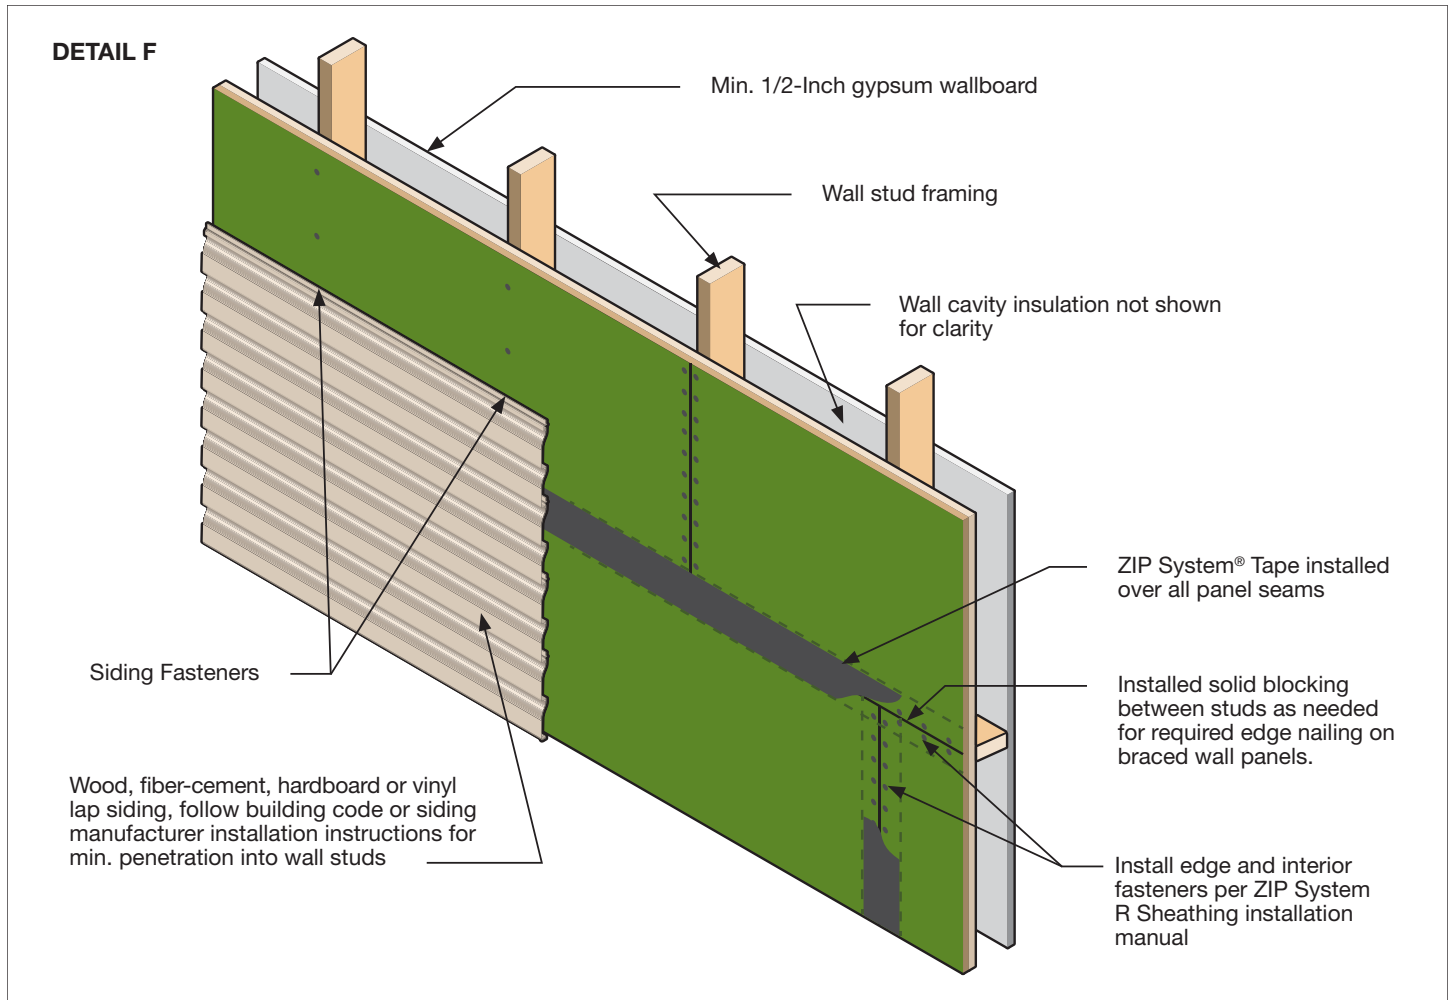 DETAIL F
Min. 1/2-Inch gypsum wallboard
Wall stud framing
Wall cavity insulation not shown
for clarity
ZIP System® Tape installed
over all panel seams
Siding Fasteners
Installed solid blocking
between studs as needed
for required edge nailing on
braced wall panels.
Wood, fiber-cement, hardboard or vinyl
lap siding, follow building code or siding
manufacturer installation instructions for
min. penetration into wall studs
Install edge and interior
fasteners per ZIP System
R Sheathing installation
manual